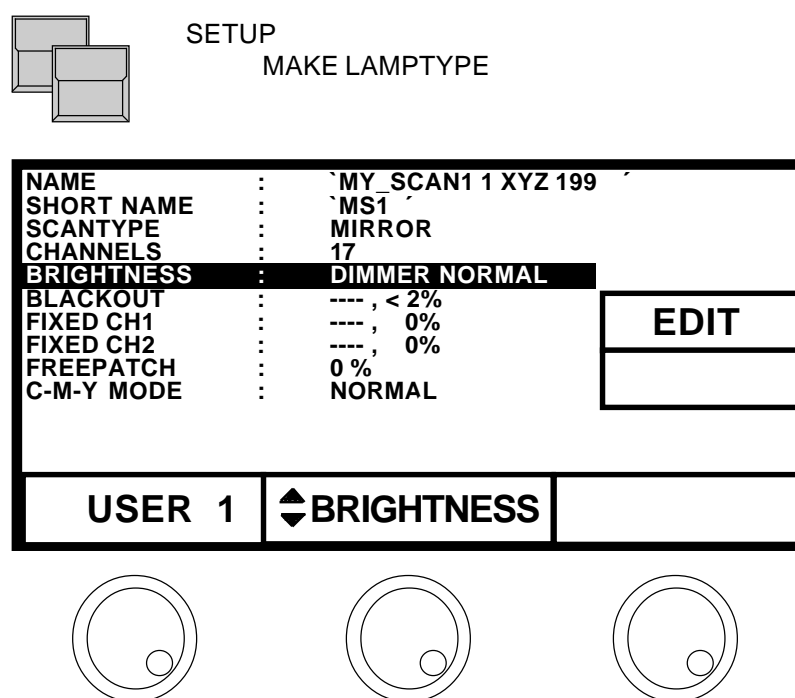 SETUP
MAKE LAMPTYPE
NAME : `MY_SCAN1 1 XYZ 199 ´
SHORT NAME : `MS1 ´
SCANTYPE : MIRROR
CHANNELS : 17
BRIGHTNESS : DIMMER NORMAL
BLACKOUT : ---- , < 2%
FIXED CH1 : ---- , 0%
FIXED CH2 : ---- , 0%
FREEPATCH : 0 %
C-M-Y MODE : NORMAL
EDIT
USER 1 BRIGHTNESS